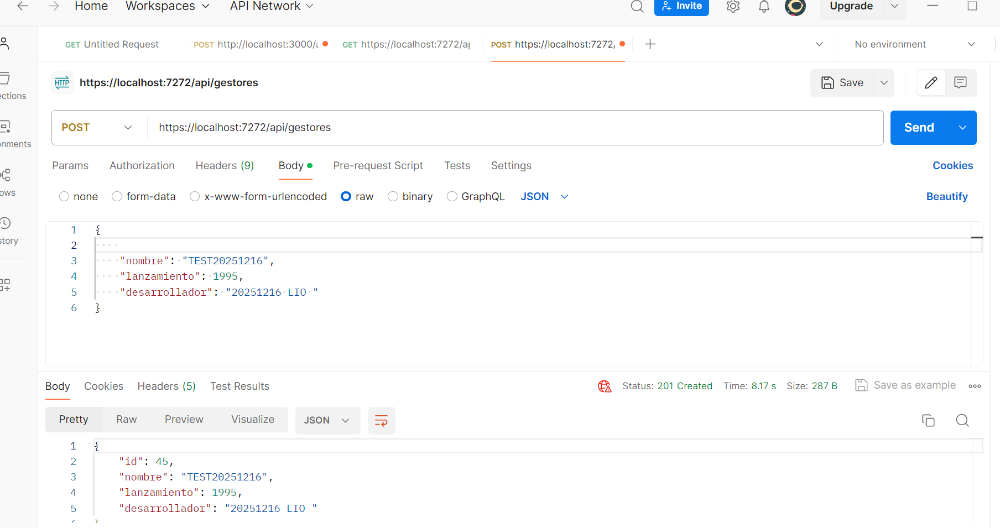 Home Workspaces API Network Invite Upgrade
GET Untitled Request POST http://localhost:3000/a GET https://localhost:7272/ap POST https://localhost:7272/ No environment
HTTP https://localhost:7272/api/gestores Save
POST https://localhost:7272/api/gestores Send
Params Authorization Headers (9) Body Pre-request Script Tests Settings Cookies
none form-data x-www-form-urlencoded raw binary GraphQL JSON Beautify
ections
onments
ows
story
1 {
2
3 "nombre": "TEST20251216",
4 "lanzamiento": 1995,
5 "desarrollador": "20251216 LIO "
6 }
Body Cookies Headers (5) Test Results Status: 201 Created Time: 8.17 s Size: 287 B Save as example
Pretty Raw Preview Visualize JSON
1 {
2 "id": 45,
3 "nombre": "TEST20251216",
4 "lanzamiento": 1995,
5 "desarrollador": "20251216 LIO "